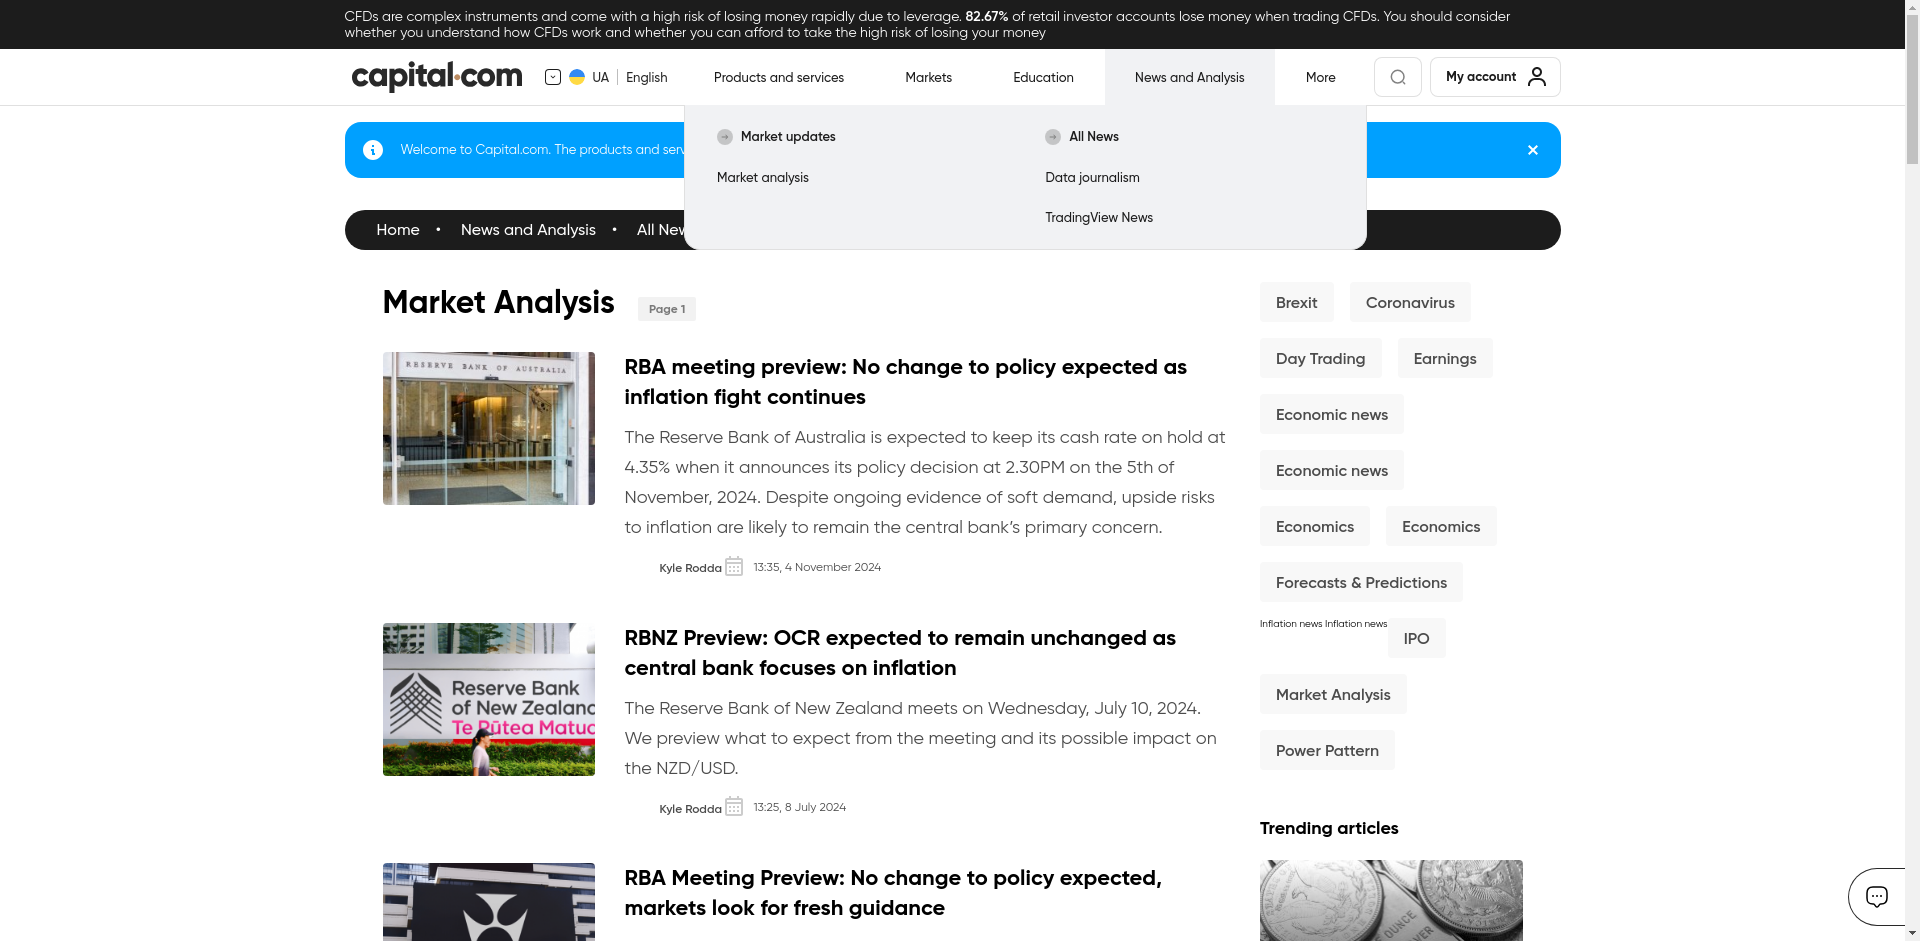 CFDs are complex instruments and come with a high risk of losing money rapidly due to leverage. 82.67% of retail investor accounts lose money when trading CFDs. You should consider
whether you understand how CFDs work and whether you can afford to take the high risk of losing your money
capital.com
UA
English
Products and services
Markets
Education
News and Analysis
More
My account
Market updates
Market analysis
All News
Data journalism
TradingView News
Welcome to Capital.com. The products and
Home • News and Analysis • All
Market Analysis
Page 1
RESERVE BANK OF AUSTRALIA
RBA meeting preview: No change to policy expected as
inflation fight continues
The Reserve Bank of Australia is expected to keep its cash rate on hold at
4.35% when it announces its policy decision at 2.30PM on the 5th of
November, 2024. Despite ongoing evidence of soft demand, upside risks
to inflation are likely to remain the central bank’s primary concern.
Kyle Rodda
13:35, 4 November 2024
Reserve Bank
of New Zealand
Te Pūtea Matua
RBNZ Preview: OCR expected to remain unchanged as
central bank focuses on inflation
The Reserve Bank of New Zealand meets on Wednesday, July 10, 2024.
We preview what to expect from the meeting and its possible impact on
the NZD/USD.
Kyle Rodda
13:25, 8 July 2024
RBA Meeting Preview: No change to policy expected,
markets look for fresh guidance
Brexit
Coronavirus
Day Trading
Earnings
Economic news
Economic news
Economics
Economics
Forecasts & Predictions
Inflation news Inflation news
IPO
Market Analysis
Power Pattern
Trending articles